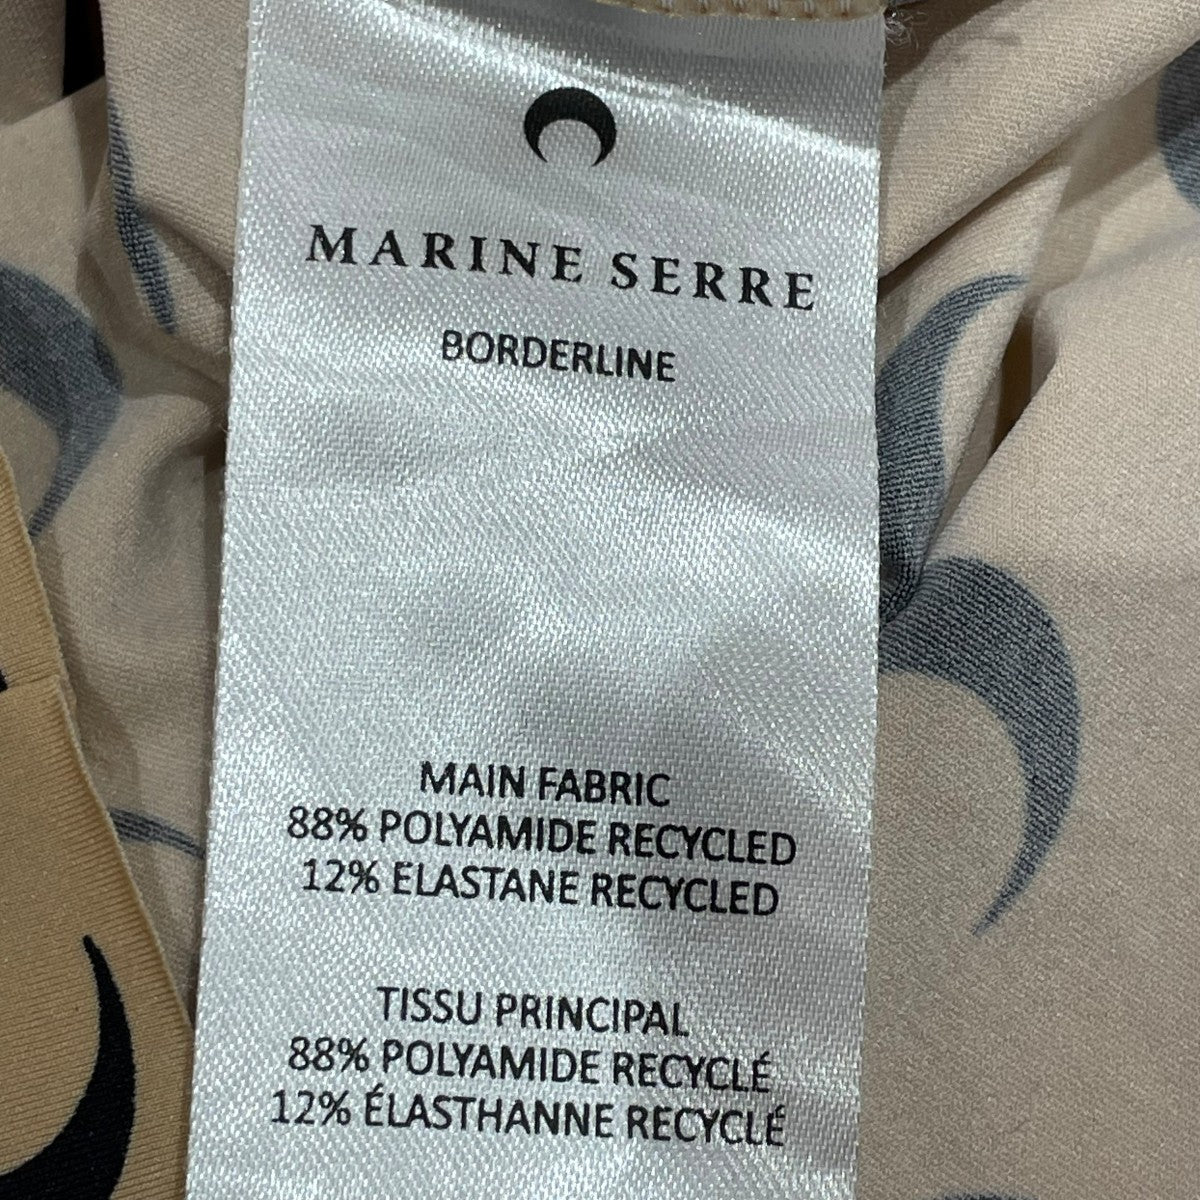 MARINE SERRE
BORDERLINE
MAIN FABRIC
88% POLYAMIDE RECYCLED
12% ELASTANE RECYCLED
TISSU PRINCIPAL
88% POLYAMIDE RECYCLÉ
12% ÉLASTHANNE RECYCLÉ